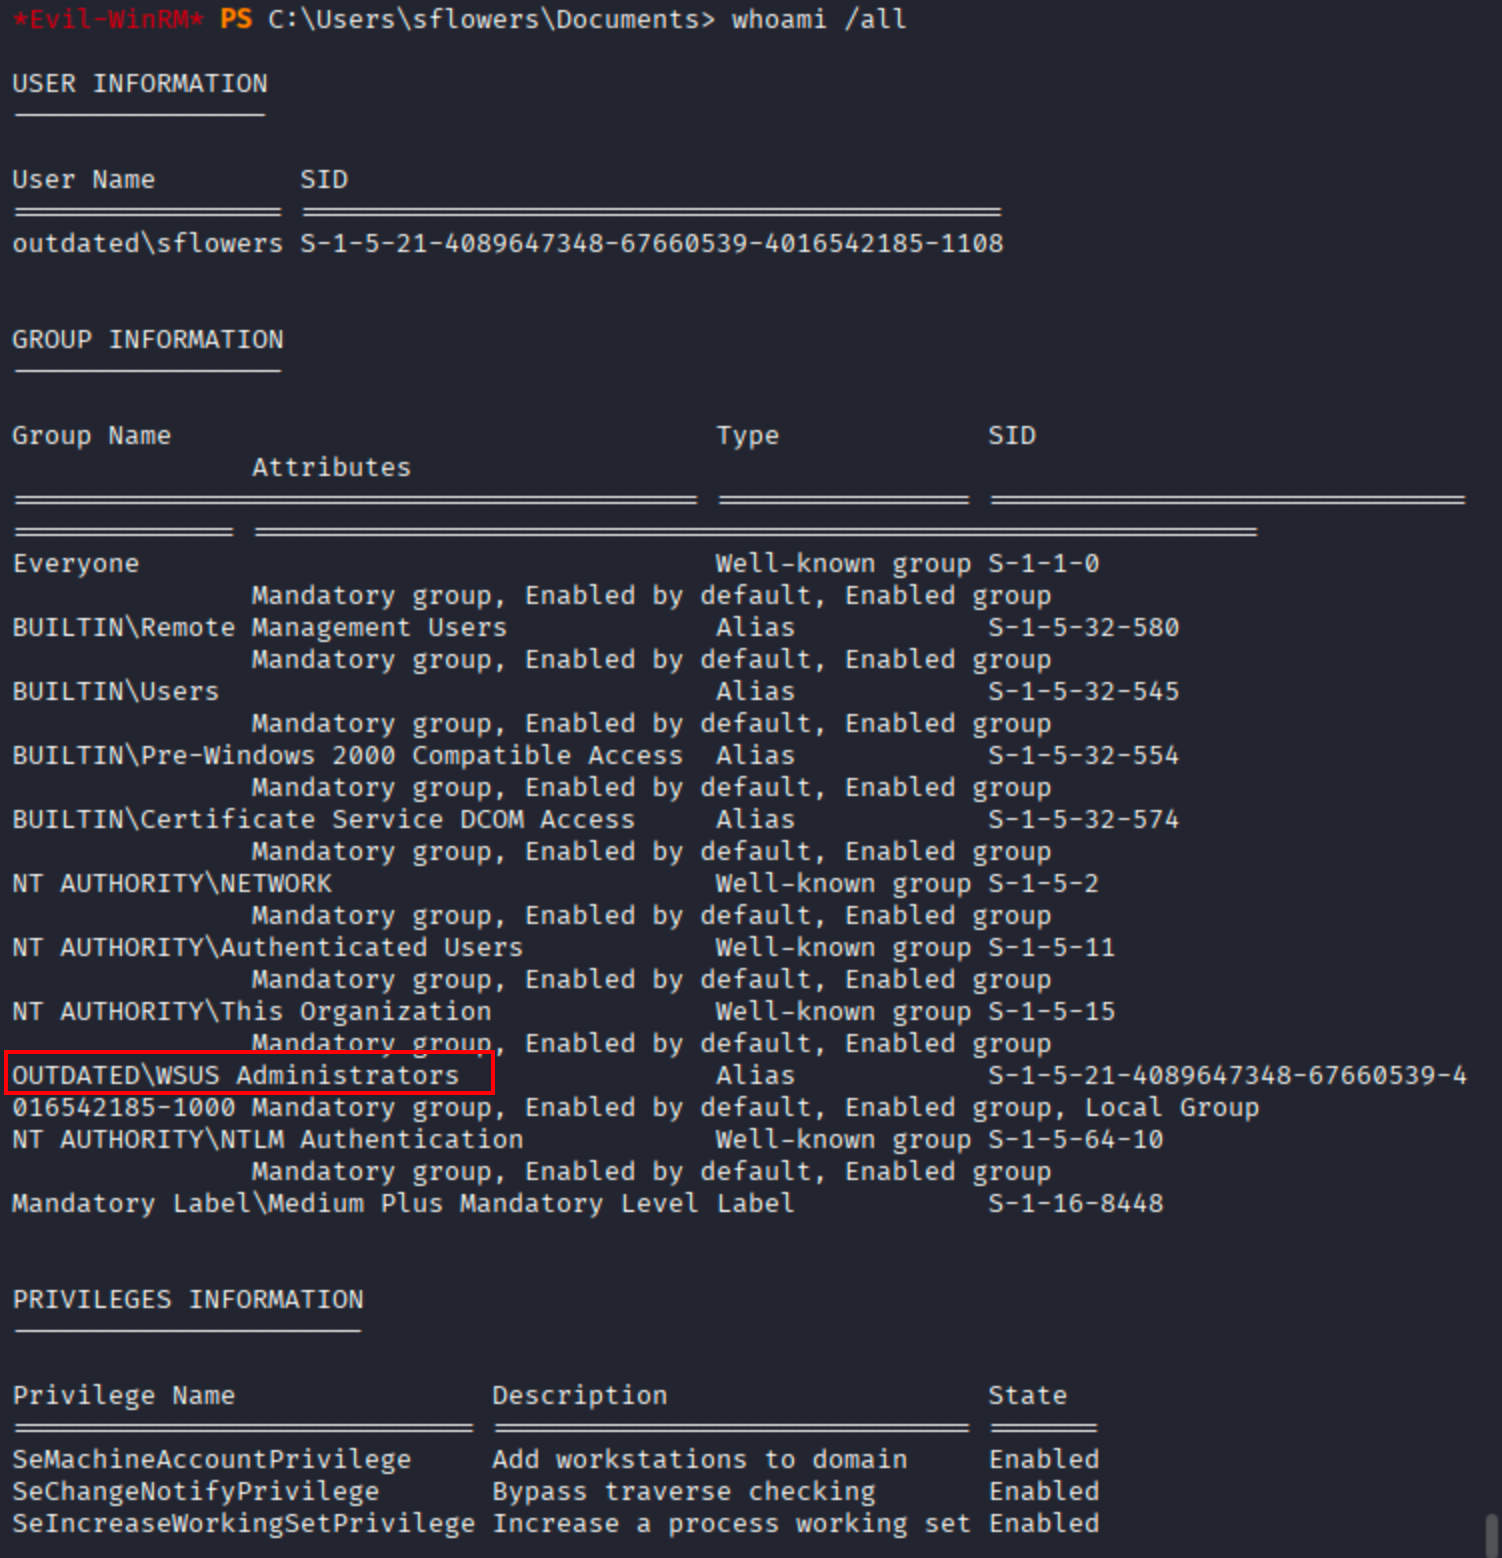 *Evil-WinRM* PS C:\Users\sflowers\Documents> whoami /all
USER INFORMATION
----------------
User Name        SID
================ ============================================
outdated\sflowers S-1-5-21-4089647348-67660539-4016542185-1108
GROUP INFORMATION
-----------------
Group Name                                  Type             SID
               Attributes
=========================================== ================ ==============================
============== ===============================================================
Everyone                                    Well-known group S-1-1-0
               Mandatory group, Enabled by default, Enabled group
BUILTIN\Remote Management Users             Alias            S-1-5-32-580
               Mandatory group, Enabled by default, Enabled group
BUILTIN\Users                               Alias            S-1-5-32-545
               Mandatory group, Enabled by default, Enabled group
BUILTIN\Pre-Windows 2000 Compatible Access  Alias            S-1-5-32-554
               Mandatory group, Enabled by default, Enabled group
BUILTIN\Certificate Service DCOM Access     Alias            S-1-5-32-574
               Mandatory group, Enabled by default, Enabled group
NT AUTHORITY\NETWORK                        Well-known group S-1-5-2
               Mandatory group, Enabled by default, Enabled group
NT AUTHORITY\Authenticated Users            Well-known group S-1-5-11
               Mandatory group, Enabled by default, Enabled group
NT AUTHORITY\This Organization              Well-known group S-1-5-15
               Mandatory group, Enabled by default, Enabled group
OUTDATED\WSUS Administrators                Alias            S-1-5-21-4089647348-67660539-4
016542185-1000 Mandatory group, Enabled by default, Enabled group, Local Group
NT AUTHORITY\NTLM Authentication            Well-known group S-1-5-64-10
               Mandatory group, Enabled by default, Enabled group
Mandatory Label\Medium Plus Mandatory Level Label            S-1-16-8448
PRIVILEGES INFORMATION
----------------------
Privilege Name                Description                    State
============================= ============================== =======
SeMachineAccountPrivilege     Add workstations to domain     Enabled
SeChangeNotifyPrivilege       Bypass traverse checking       Enabled
SeIncreaseWorkingSetPrivilege Increase a process working set Enabled